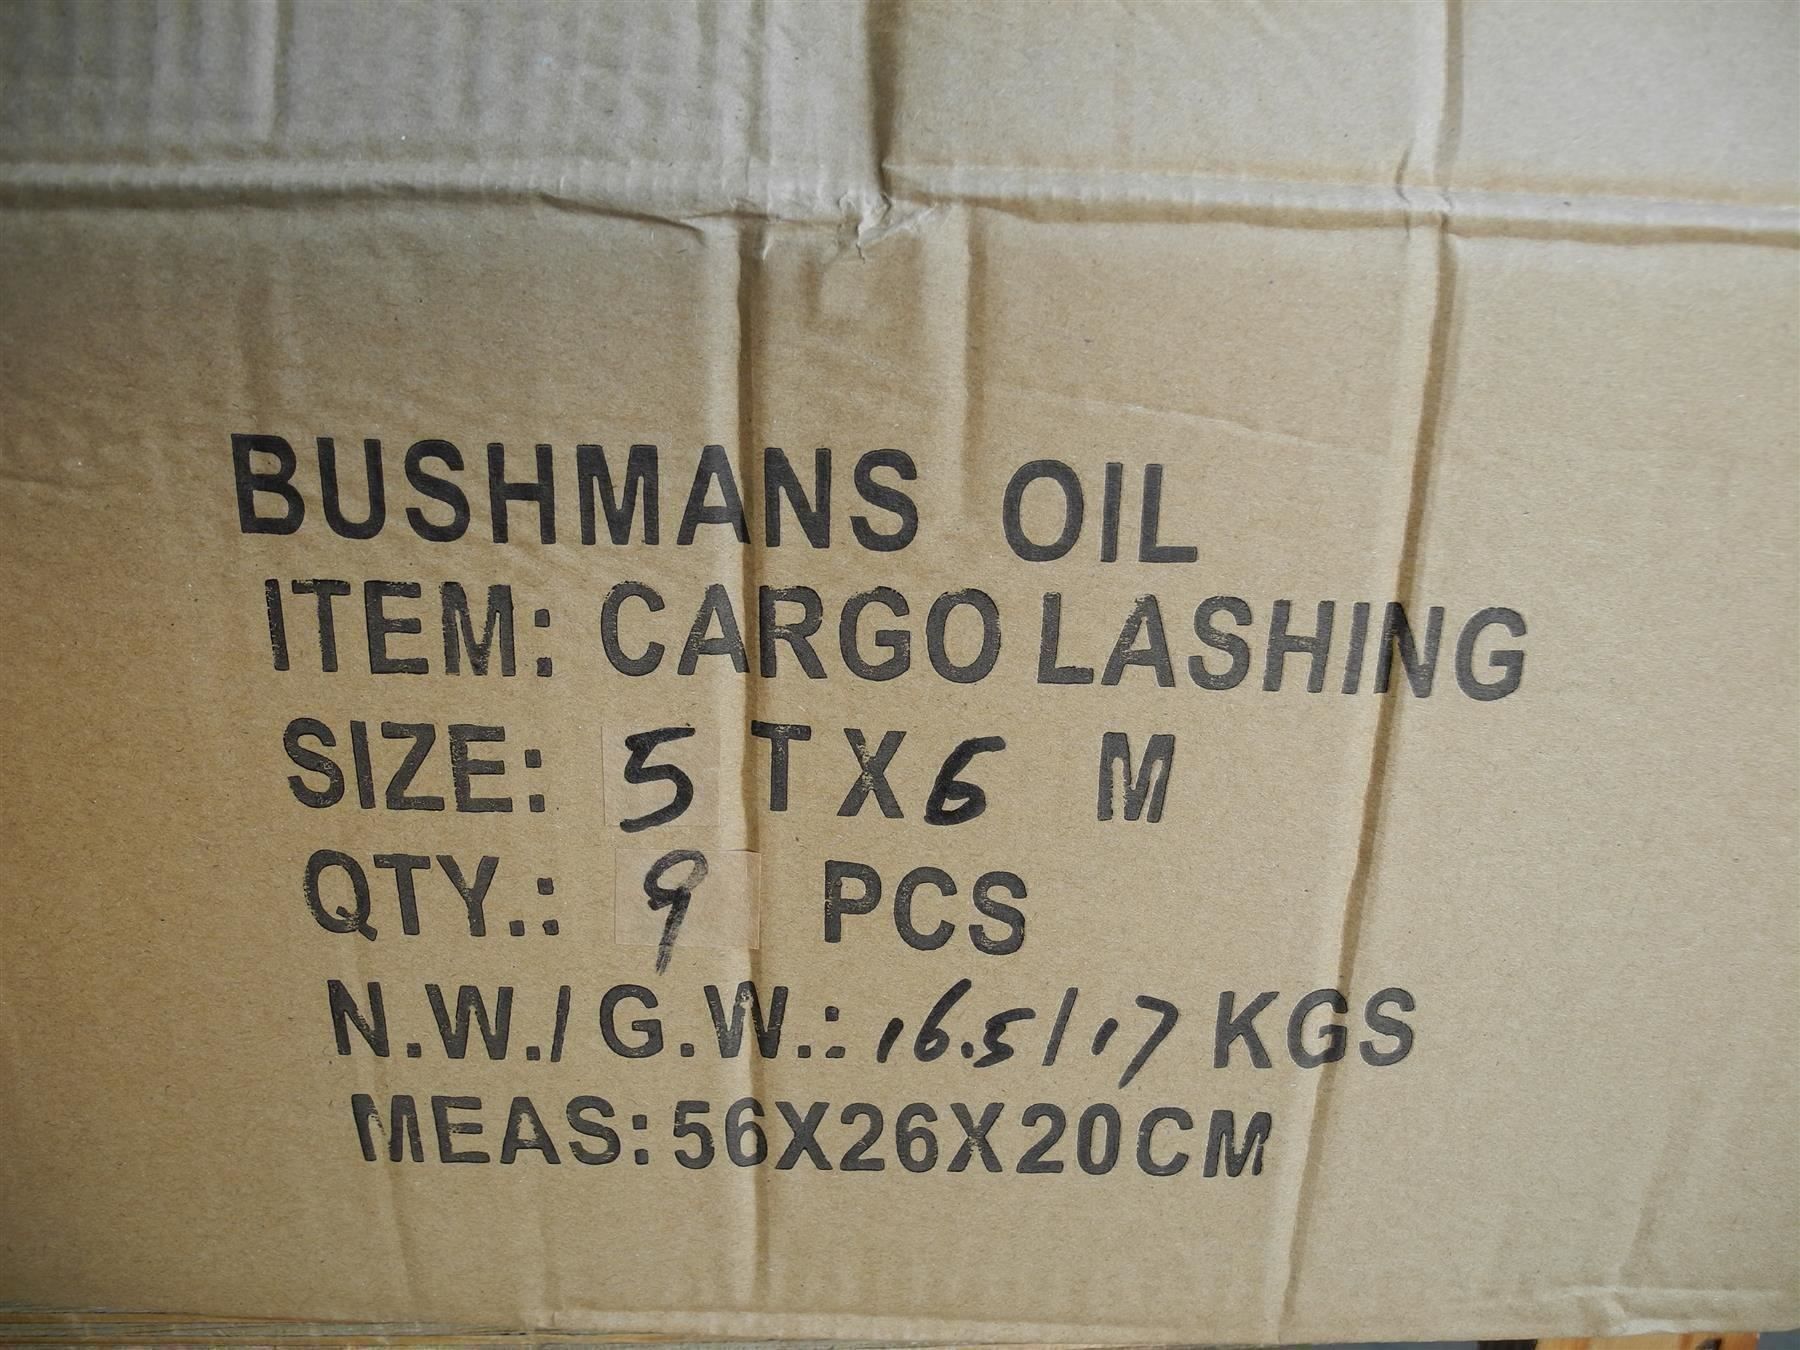 BUSHMANS OIL
ITEM: CARGO LASHING
SIZE: 5 T X 6 M
QTY.: 9 PCS
N.W./G.W.: 16.5/17 KGS
MEAS: 56X26X20CM